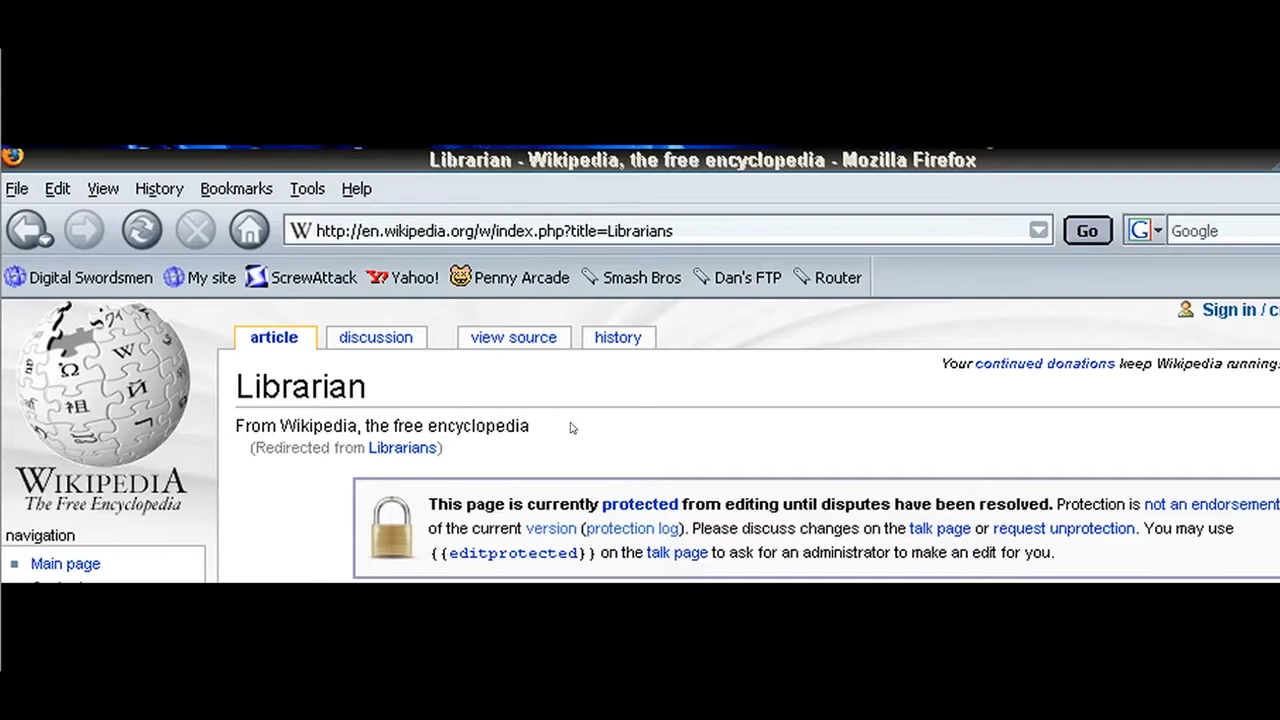 Librarian - Wikipedia, the free encyclopedia - Mozilla Firefox
File Edit View History Bookmarks Tools Help
W http://en.wikipedia.org/w/index.php?title=Librarians Go G Google
Digital Swordsmen My site ScrewAttack Yahoo! Penny Arcade Smash Bros Dan's FTP Router
Sign in / c
article discussion view source history
Your continued donations keep Wikipedia running
Librarian
From Wikipedia, the free encyclopedia
(Redirected from Librarians)
WIKIPEDIA
The Free Encyclopedia
This page is currently protected from editing until disputes have been resolved. Protection is not an endorsement
of the current version (protection log). Please discuss changes on the talk page or request unprotection. You may use
{{editprotected}} on the talk page to ask for an administrator to make an edit for you.
navigation
Main page